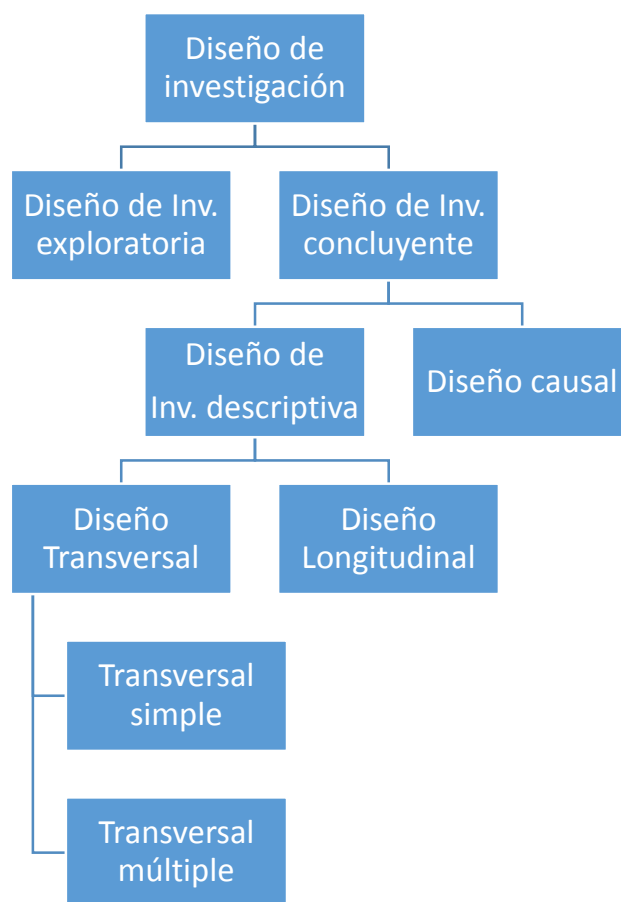 Diseño de
investigación
Diseño de Inv.
exploratoria
Diseño de Inv.
concluyente
Diseño de
Inv. descriptiva
Diseño causal
Diseño
Transversal
Diseño
Longitudinal
Transversal
simple
Transversal
múltiple